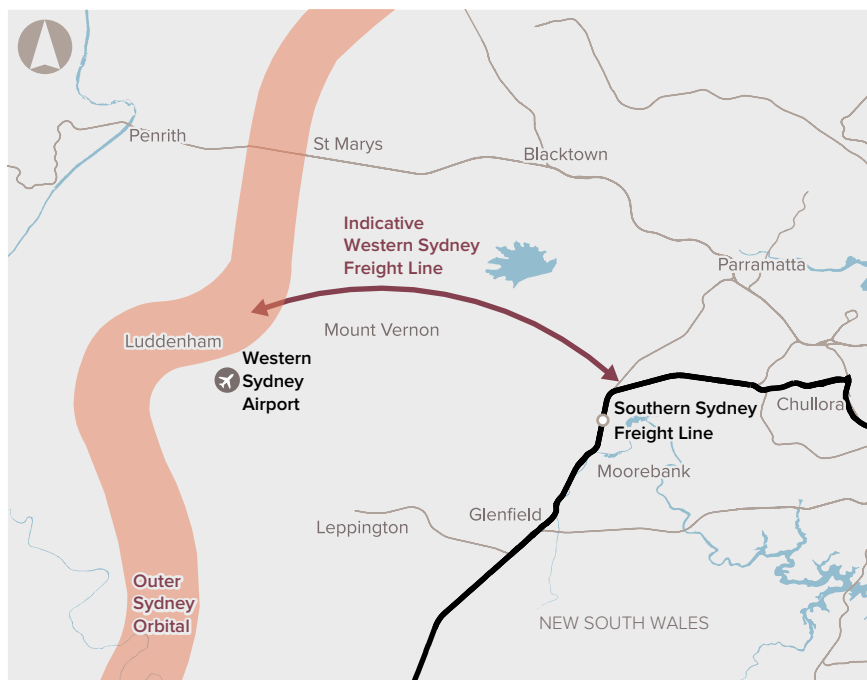 Penrith
St Marys
Blacktown
Indicative
Western Sydney
Freight Line
Parramatta
Mount Vernon
Luddenham
Western
Sydney
Airport
Southern Sydney
Freight Line
Chullora
Moorebank
Glenfield
Leppington
Outer
Sydney
Orbital
NEW SOUTH WALES